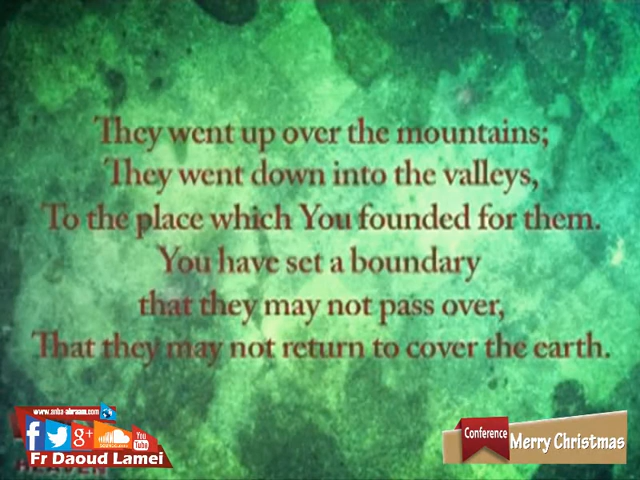 They went up over the mountains;
They went down into the valleys,
To the place which You founded for them.
You have set a boundary
that they may not pass over,
That they may not return to cover the earth.
www.anba-abraam.com
You
Tube
Fr Daoud Lamei
Conference
Merry Christmas